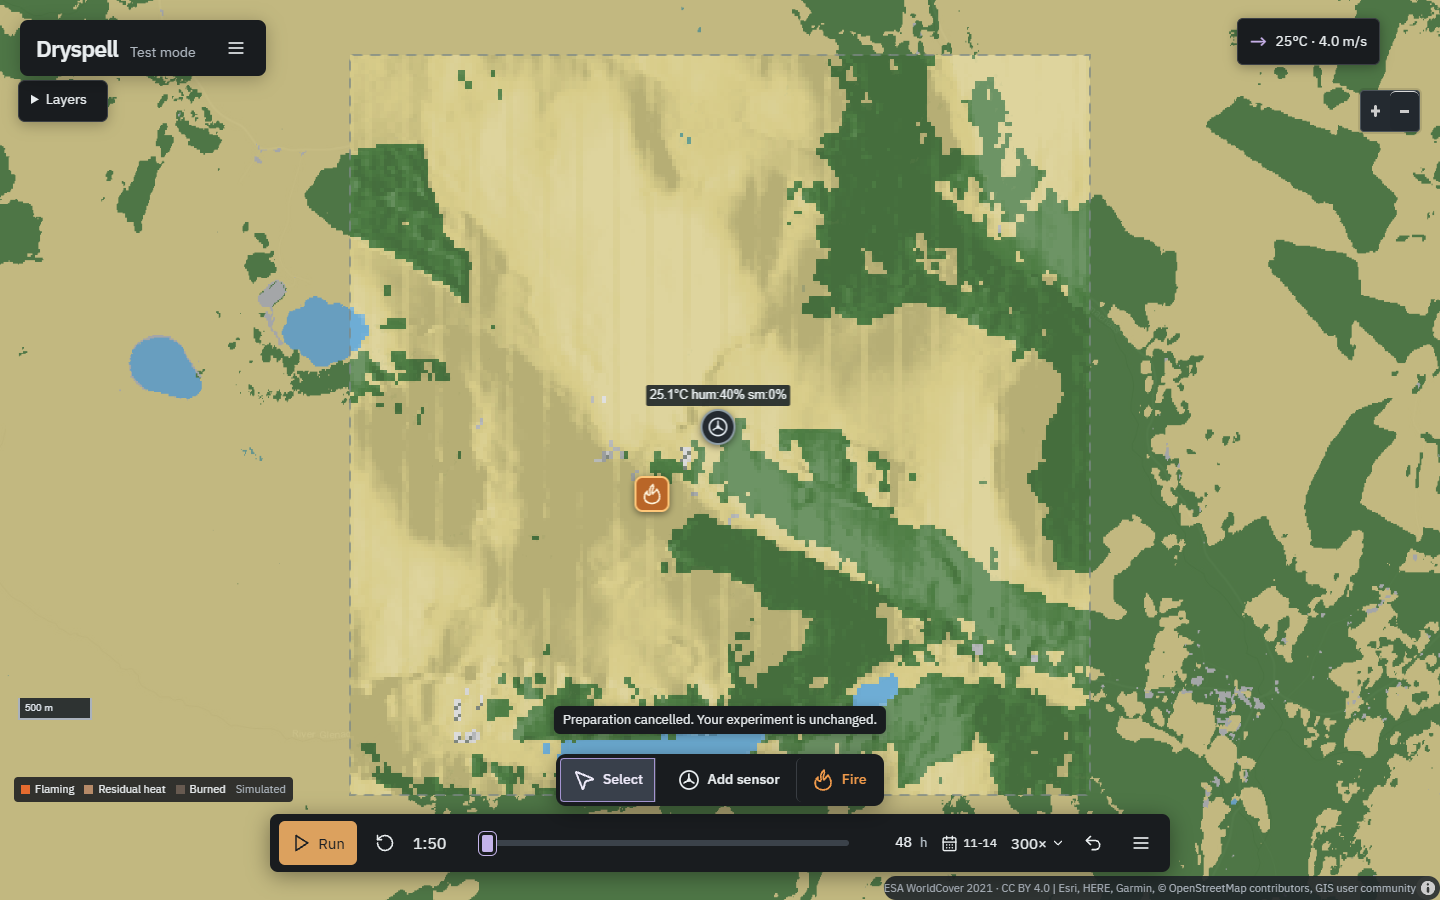 Dryspell Test mode
25°C · 4.0 m/s
Layers
+ −
25.1°C hum:40% sm:0%
500 m
Preparation cancelled. Your experiment is unchanged.
Select Add sensor Fire
Flaming Residual heat Burned Simulated
Run 1:50 48 h 11-14 300×
ESA WorldCover 2021 · CC BY 4.0 | Esri, HERE, Garmin, © OpenStreetMap contributors, GIS user community